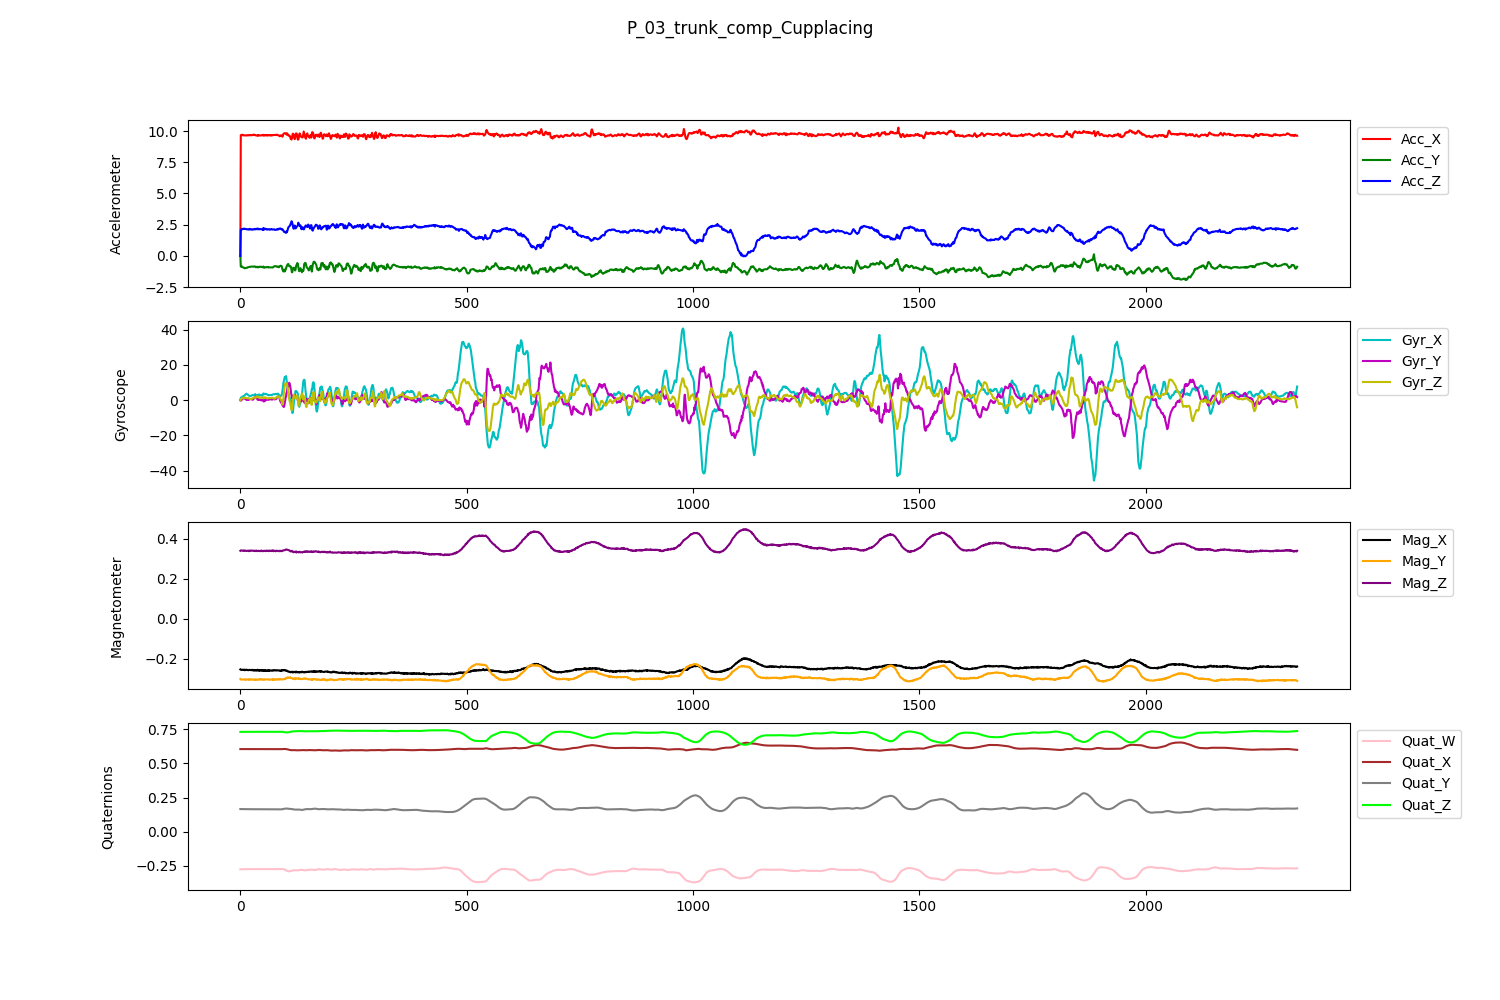 P_03_trunk_comp_Cupplacing
Accelerometer
10.0
7.5
5.0
2.5
0.0
−2.5
0
500
1000
1500
2000
Acc_X
Acc_Y
Acc_Z
Gyroscope
40
20
0
−20
−40
0
500
1000
1500
2000
Gyr_X
Gyr_Y
Gyr_Z
Magnetometer
0.4
0.2
0.0
−0.2
0
500
1000
1500
2000
Mag_X
Mag_Y
Mag_Z
Quaternions
0.75
0.50
0.25
0.00
−0.25
0
500
1000
1500
2000
Quat_W
Quat_X
Quat_Y
Quat_Z